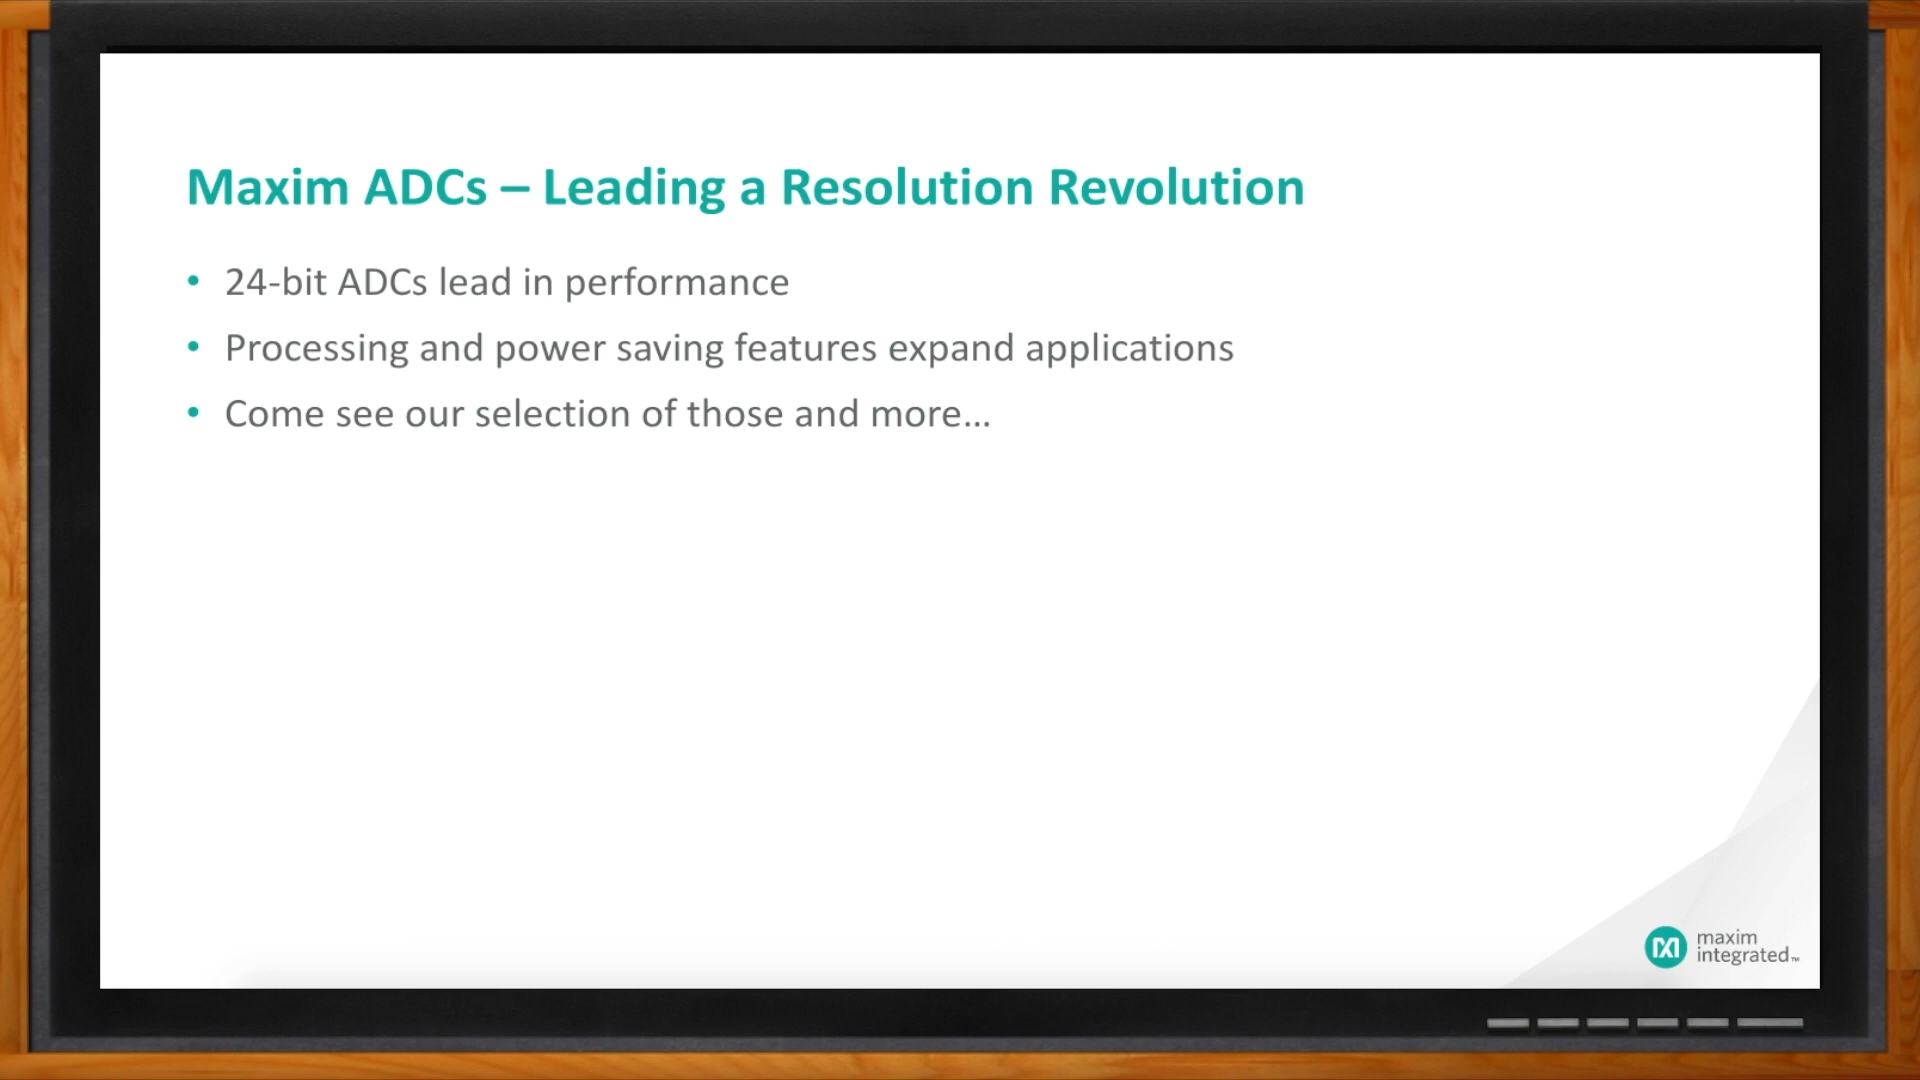 Maxim ADCs – Leading a Resolution Revolution
• 24-bit ADCs lead in performance
• Processing and power saving features expand applications
• Come see our selection of those and more...
maxim
integrated™